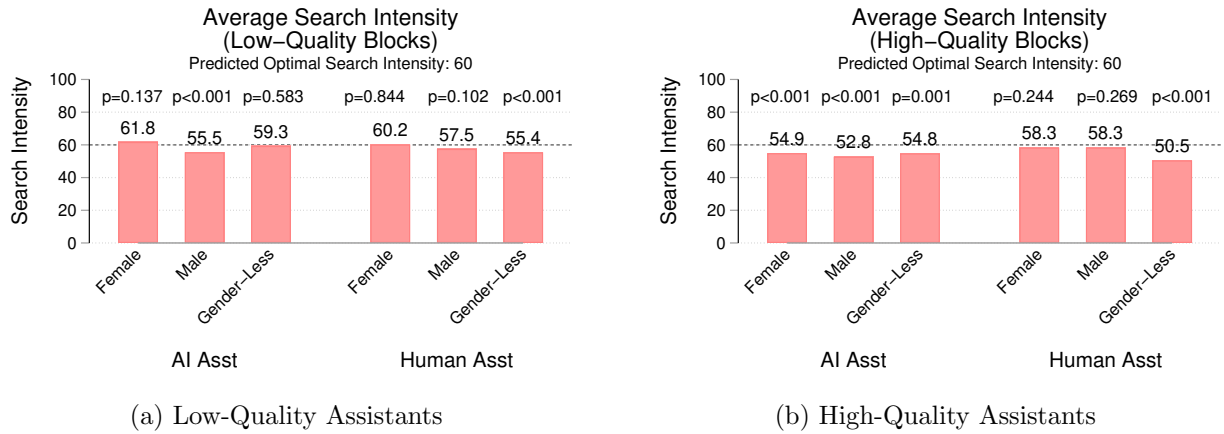 Average Search Intensity
(Low−Quality Blocks)
Predicted Optimal Search Intensity: 60
Search Intensity
100
80
60
40
20
0
p=0.137 p<0.001 p=0.583 p=0.844 p=0.102 p<0.001
61.8 55.5 59.3 60.2 57.5 55.4
Female Male Gender−Less Female Male Gender−Less
AI Asst Human Asst
(a) Low-Quality Assistants
Average Search Intensity
(High−Quality Blocks)
Predicted Optimal Search Intensity: 60
Search Intensity
100
80
60
40
20
0
p<0.001 p<0.001 p=0.001 p=0.244 p=0.269 p<0.001
54.9 52.8 54.8 58.3 58.3 50.5
Female Male Gender−Less Female Male Gender−Less
AI Asst Human Asst
(b) High-Quality Assistants